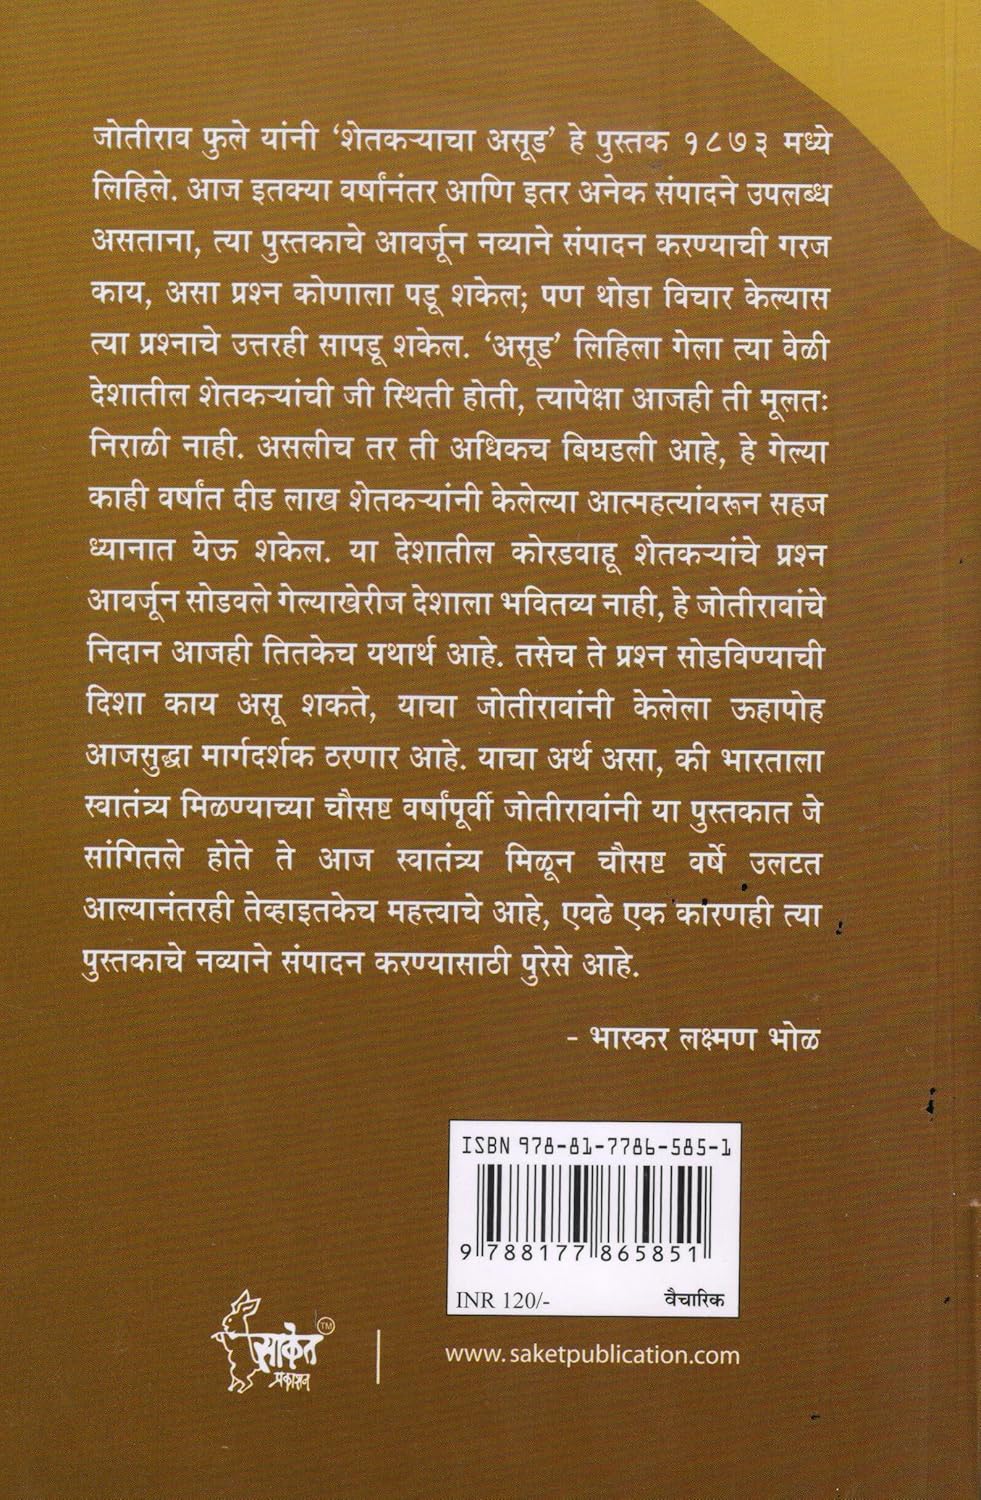 जोतीराव फुले यांनी ‘शेतकऱ्याचा असूड’ हे पुस्तक १८७३ मध्ये
लिहिले. आज इतक्या वर्षांनंतर आणि इतर अनेक संपादने उपलब्ध
असताना, त्या पुस्तकाचे आवर्जून नव्याने संपादन करण्याची गरज
काय, असा प्रश्न कोणाला पडू शकेल; पण थोडा विचार केल्यास
त्या प्रश्नाचे उत्तरही सापडू शकेल. ‘असूड’ लिहिला गेला त्या वेळी
देशातील शेतकऱ्यांची जी स्थिती होती, त्यापेक्षा आजही ती मूलतः
निराळी नाही. असलीच तर ती अधिकच बिघडली आहे, हे गेल्या
काही वर्षांत दीड लाख शेतकऱ्यांनी केलेल्या आत्महत्यांवरून सहज
ध्यानात येऊ शकेल. या देशातील कोरडवाहू शेतकऱ्यांचे प्रश्न
आवर्जून सोडवले गेल्याखेरीज देशाला भवितव्य नाही, हे जोतीरावांचे
निदान आजही तितकेच यथार्थ आहे. तसेच ते प्रश्न सोडविण्याची
दिशा काय असू शकते, याचा जोतीरावांनी केलेला ऊहापोह
आजसुद्धा मार्गदर्शक ठरणार आहे. याचा अर्थ असा, की भारताला
स्वातंत्र्य मिळण्याच्या चौसष्ट वर्षांपूर्वी जोतीरावांनी या पुस्तकात जे
सांगितले होते ते आज स्वातंत्र्य मिळून चौसष्ट वर्षे उलटत
आल्यानंतरही तेव्हाइतकेच महत्त्वाचे आहे, एवढे एक कारणही त्या
पुस्तकाचे नव्याने संपादन करण्यासाठी पुरेसे आहे.
- भास्कर लक्ष्मण भोळ
ISBN 978-81-7786-585-1
9 788177 865851
INR 120/- वैचारिक
साकेत TM
प्रकाशन
www.saketpublication.com